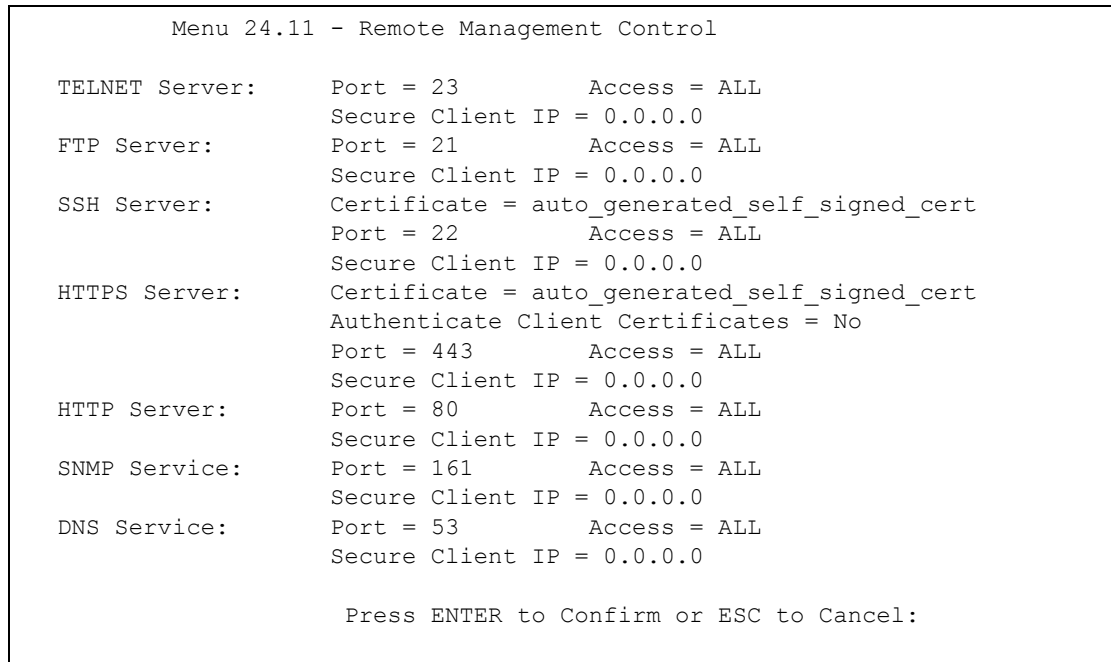 Menu 24.11 - Remote Management Control
TELNET Server: Port = 23 Access = ALL
Secure Client IP = 0.0.0.0
FTP Server: Port = 21 Access = ALL
Secure Client IP = 0.0.0.0
SSH Server: Certificate = auto_generated_self_signed_cert
Port = 22 Access = ALL
Secure Client IP = 0.0.0.0
HTTPS Server: Certificate = auto_generated_self_signed_cert
Authenticate Client Certificates = No
Port = 443 Access = ALL
Secure Client IP = 0.0.0.0
HTTP Server: Port = 80 Access = ALL
Secure Client IP = 0.0.0.0
SNMP Service: Port = 161 Access = ALL
Secure Client IP = 0.0.0.0
DNS Service: Port = 53 Access = ALL
Secure Client IP = 0.0.0.0
Press ENTER to Confirm or ESC to Cancel: